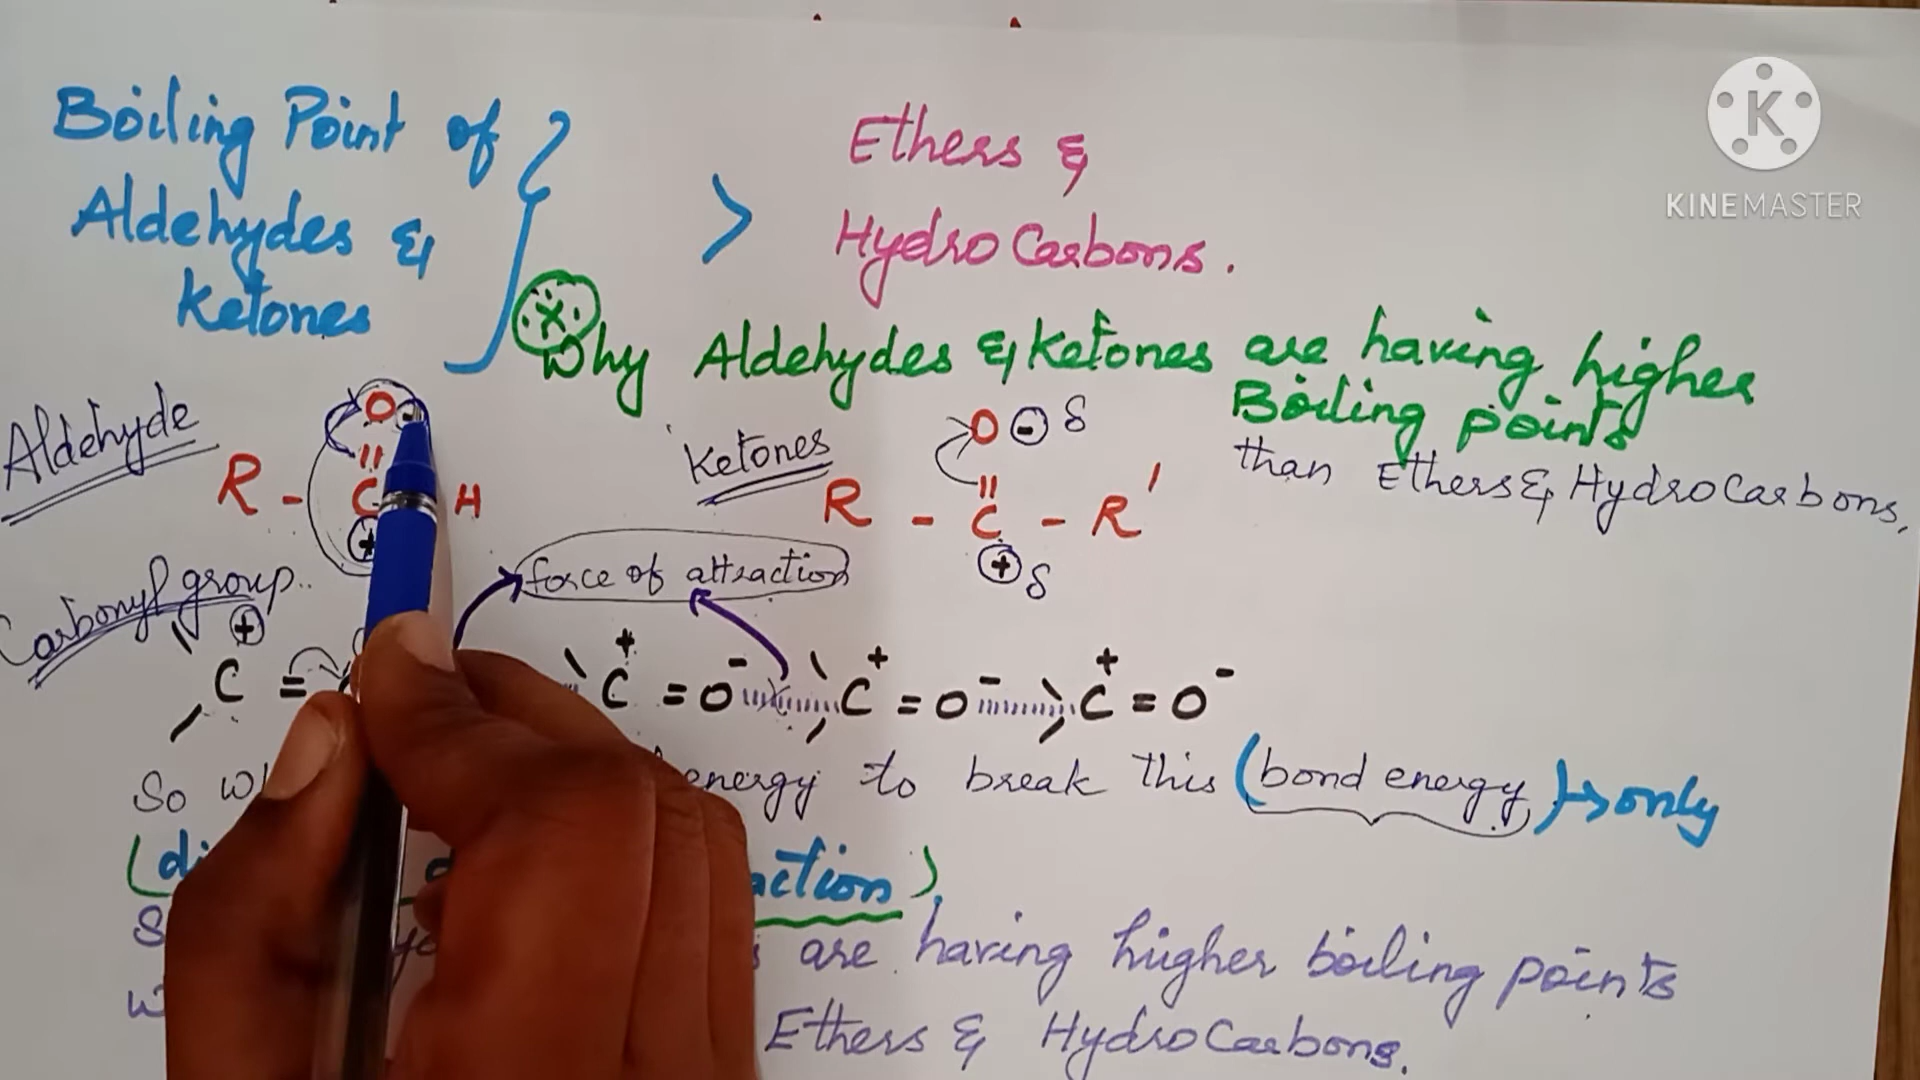 Boiling Point of
Aldehydes &
Ketones
>
Ethers &
Hydro Carbons.
K
KINEMASTER
Why Aldehydes & Ketones are having higher
Boiling points
than Ethers & Hydro Carbons,
Aldehyde
O -
R - C H
+
Ketones
O - δ
R - C - R'
+ δ
Carbonyl group..
force of attraction
+ + - + - + -
C = C = O C = O C = O
So energy to break this (bond energy) → only
are having higher boiling points
Ethers & Hydro Carbons.